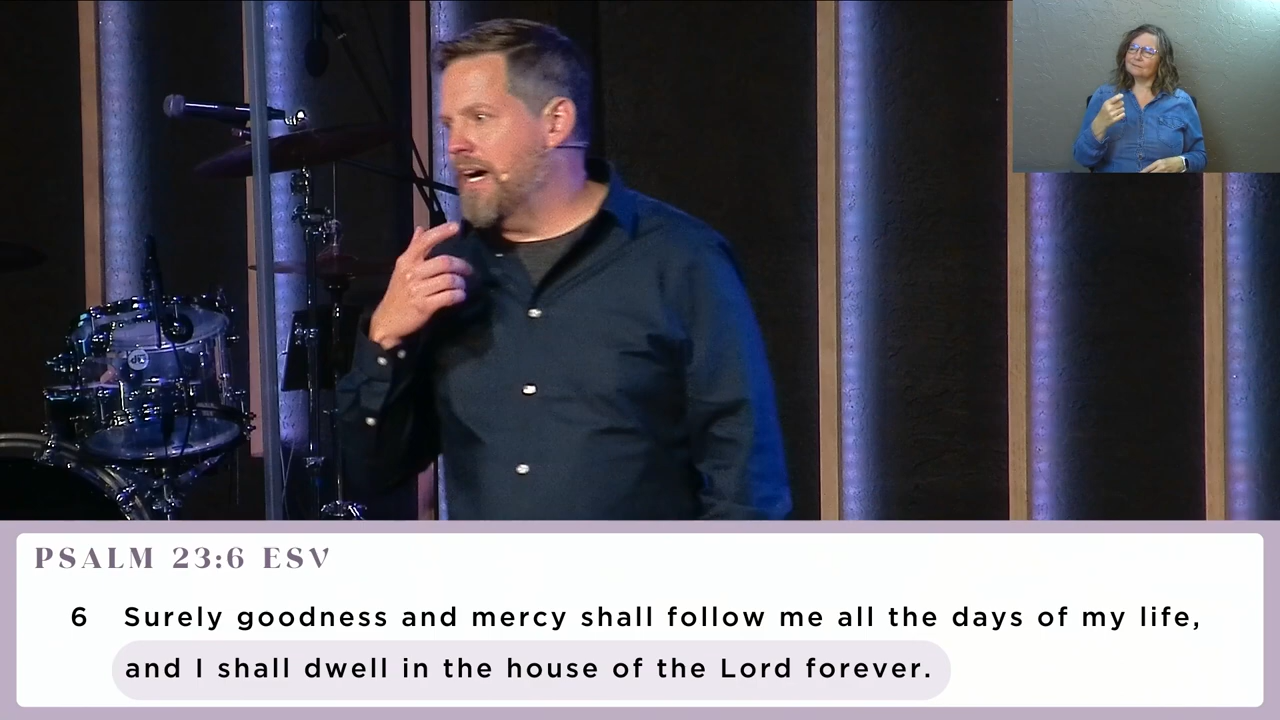 PSALM 23:6 ESV
6 Surely goodness and mercy shall follow me all the days of my life,
and I shall dwell in the house of the Lord forever.